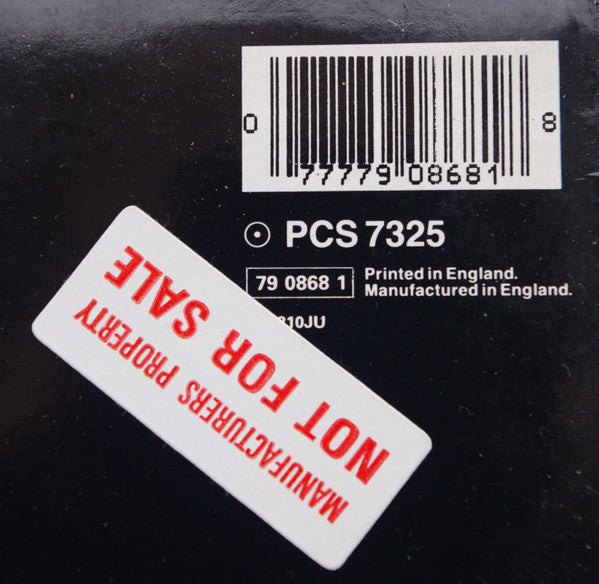 0 77779 08681 8
PCS 7325
79 0868 1
Printed in England.
Manufactured in England.
810JU
MANUFACTURERS PROPERTY
NOT FOR SALE